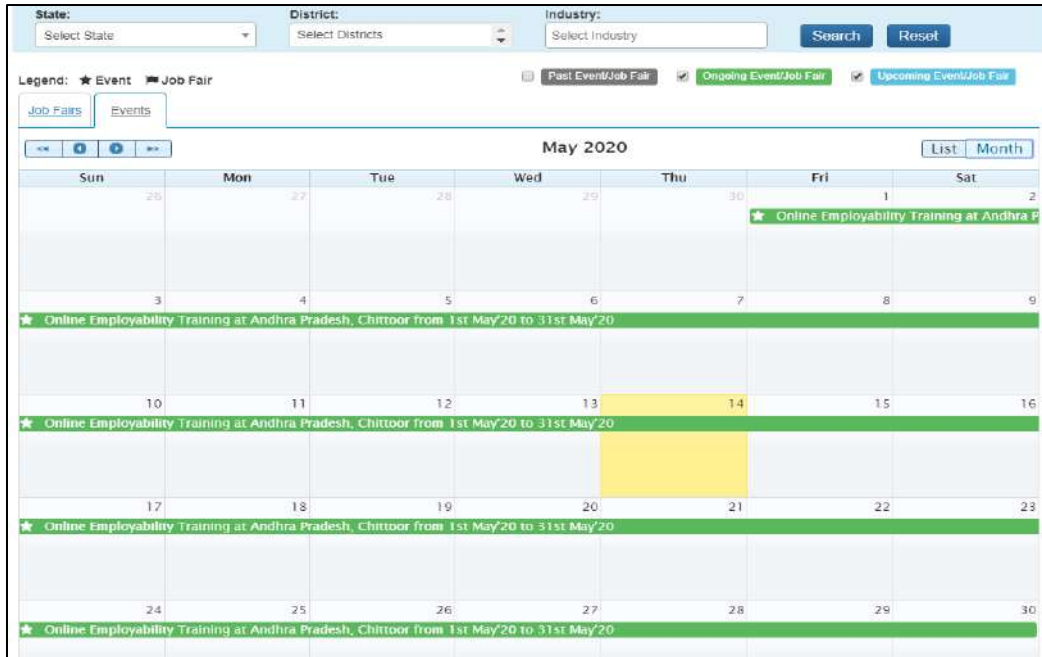 State: District: Industry:
Select State Select Districts Select Industry Search Reset
Legend: ★ Event Job Fair Past Event/Job Fair Ongoing Event/Job Fair Upcoming Event/Job Fair
Job Fairs Events
May 2020 List Month
Sun Mon Tue Wed Thu Fri Sat
26 27 28 29 30 1 2
Online Employability Training at Andhra P
3 4 5 6 7 8 9
Online Employability Training at Andhra Pradesh, Chittoor from 1st May'20 to 31st May'20
10 11 12 13 14 15 16
Online Employability Training at Andhra Pradesh, Chittoor from 1st May'20 to 31st May'20
17 18 19 20 21 22 23
Online Employability Training at Andhra Pradesh, Chittoor from 1st May'20 to 31st May'20
24 25 26 27 28 29 30
Online Employability Training at Andhra Pradesh, Chittoor from 1st May'20 to 31st May'20